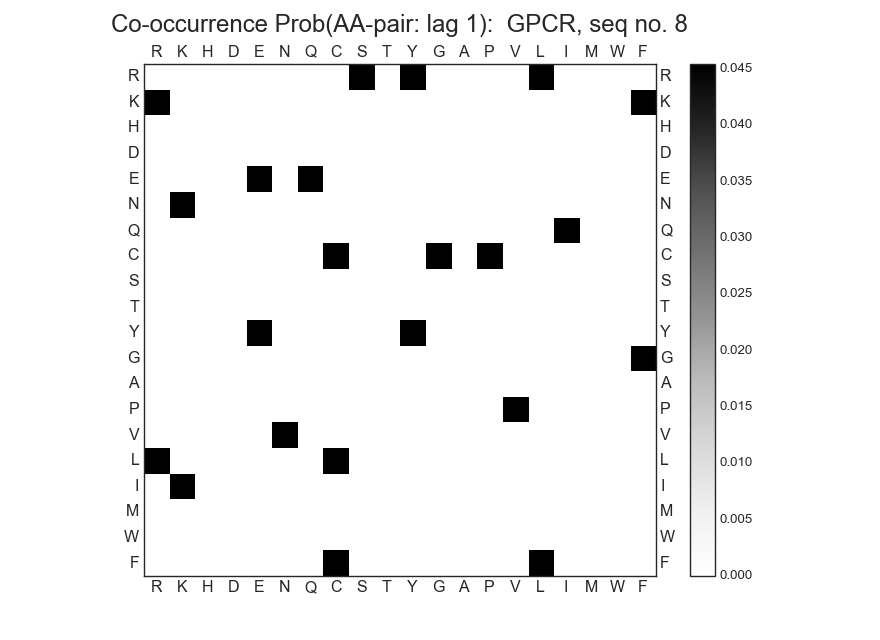 Co-occurrence Prob(AA-pair: lag 1):  GPCR, seq no. 8
R K H D E N Q C S T Y G A P V L I M W F
R R 0.045
K K
H H 0.040
D D
E E 0.035
N N
Q Q 0.030
C C
S S 0.025
T T
Y Y 0.020
G G
A A
P P 0.015
V V
L L 0.010
I I
M M 0.005
W W
F F 0.000
R K H D E N Q C S T Y G A P V L I M W F